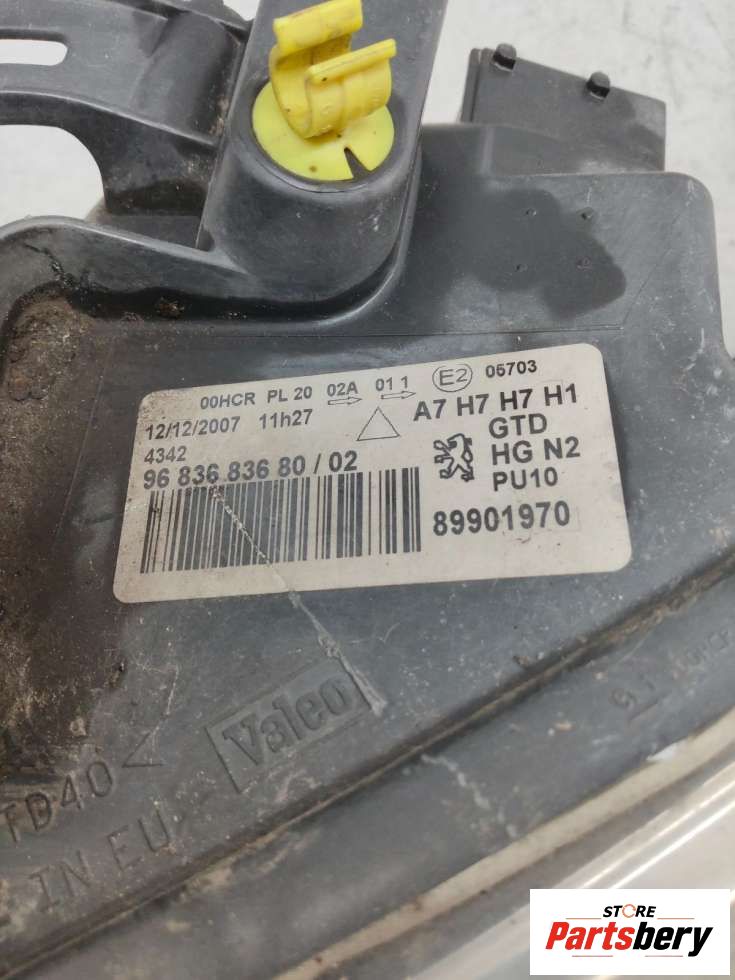 00HCR PL 20 02A 01 1 E2 05703
12/12/2007 11h27 A7 H7 H7 H1
4342 GTD
96 836 836 80 / 02 HG N2
PU10
89901970
Valeo
TD40<
IN EU
STORE
Partsbery